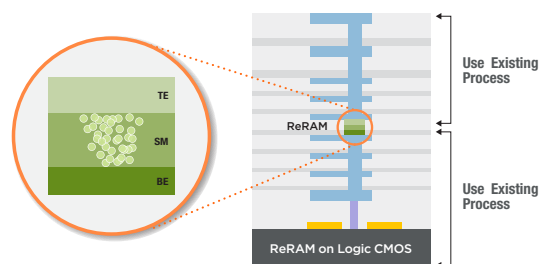 TE
SM
BE
ReRAM
Use Existing
Process
Use Existing
Process
ReRAM on Logic CMOS